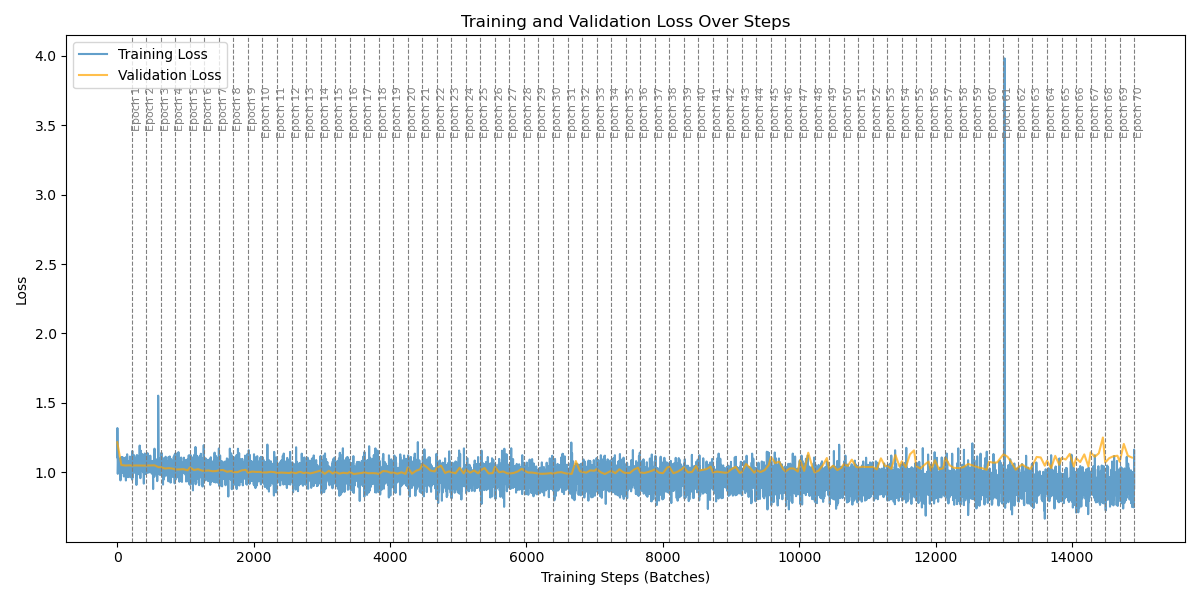 Training and Validation Loss Over Steps
Training Loss
Validation Loss
4.0
3.5
3.0
2.5
2.0
1.5
1.0
Loss
Epoch 1
Epoch 2
Epoch 3
Epoch 4
Epoch 5
Epoch 6
Epoch 7
Epoch 8
Epoch 9
Epoch 10
Epoch 11
Epoch 12
Epoch 13
Epoch 14
Epoch 15
Epoch 16
Epoch 17
Epoch 18
Epoch 19
Epoch 20
Epoch 21
Epoch 22
Epoch 23
Epoch 24
Epoch 25
Epoch 26
Epoch 27
Epoch 28
Epoch 29
Epoch 30
Epoch 31
Epoch 32
Epoch 33
Epoch 34
Epoch 35
Epoch 36
Epoch 37
Epoch 38
Epoch 39
Epoch 40
Epoch 41
Epoch 42
Epoch 43
Epoch 44
Epoch 45
Epoch 46
Epoch 47
Epoch 48
Epoch 49
Epoch 50
Epoch 51
Epoch 52
Epoch 53
Epoch 54
Epoch 55
Epoch 56
Epoch 57
Epoch 58
Epoch 59
Epoch 60
Epoch 61
Epoch 62
Epoch 63
Epoch 64
Epoch 65
Epoch 66
Epoch 67
Epoch 68
Epoch 69
Epoch 70
0
2000
4000
6000
8000
10000
12000
14000
Training Steps (Batches)